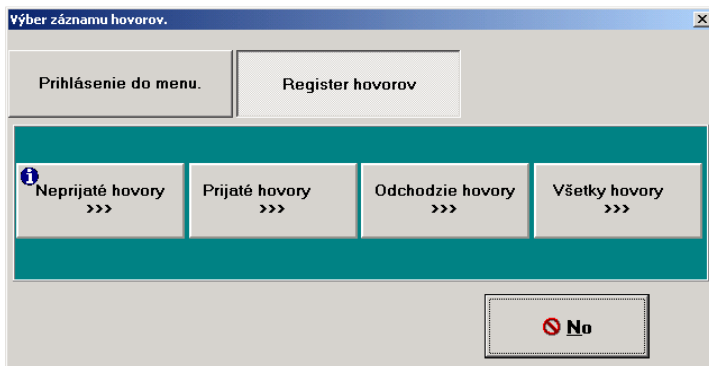 Výber záznamu hovorov.
Prihlásenie do menu.
Register hovorov
Neprijaté hovory
>>>
Prijaté hovory
>>>
Odchodzie hovory
>>>
Všetky hovory
>>>
No